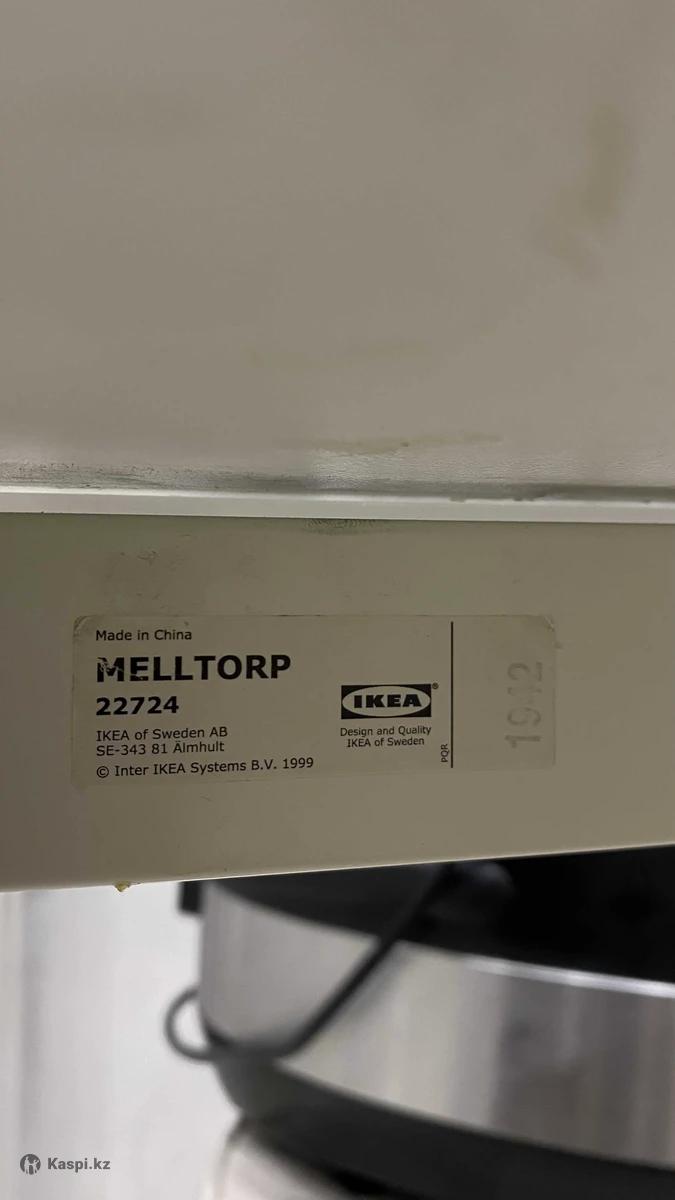 Made in China
MELLTORP
22724
IKEA of Sweden AB
SE-343 81 Älmhult
© Inter IKEA Systems B.V. 1999
IKEA®
Design and Quality
IKEA of Sweden
PQR
1942
Kaspi.kz